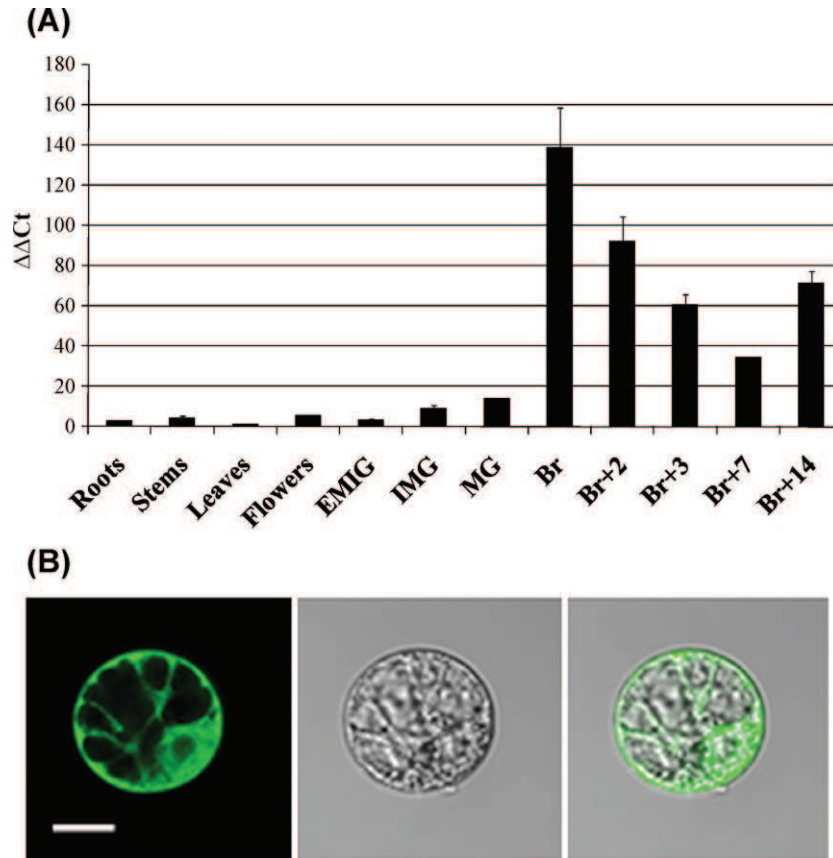 (A)
180
160
140
120
100
80
60
40
20
0
ΔΔCt
Roots
Stems
Leaves
Flowers
EMIG
IMG
MG
Br
Br+2
Br+3
Br+7
Br+14
(B)